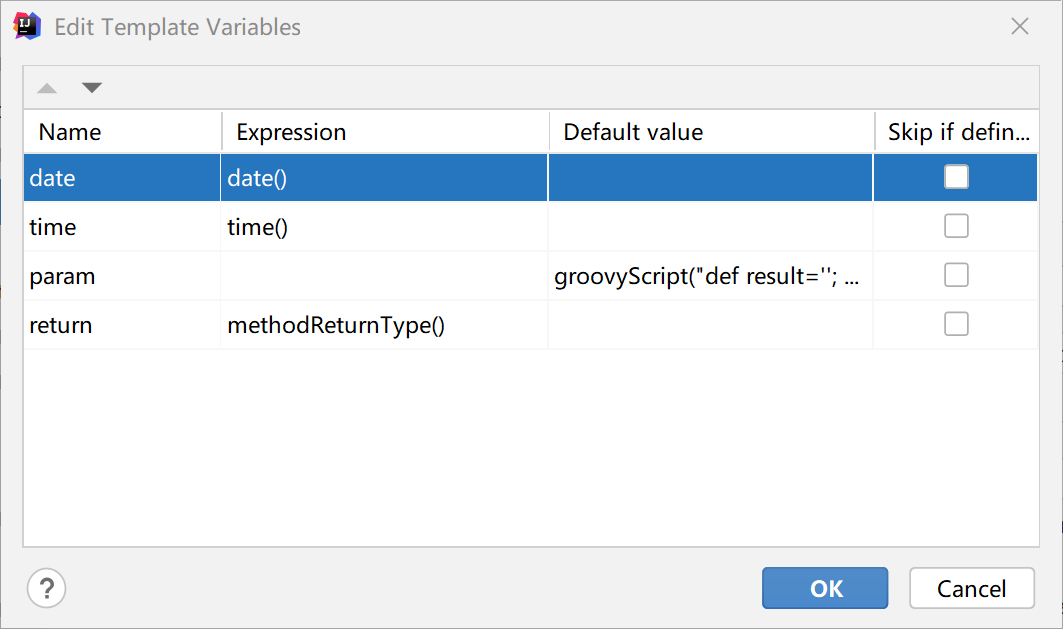 Edit Template Variables
Name Expression Default value Skip if defin...
date date()
time time()
param groovyScript("def result=''; ...
return methodReturnType()
? OK Cancel